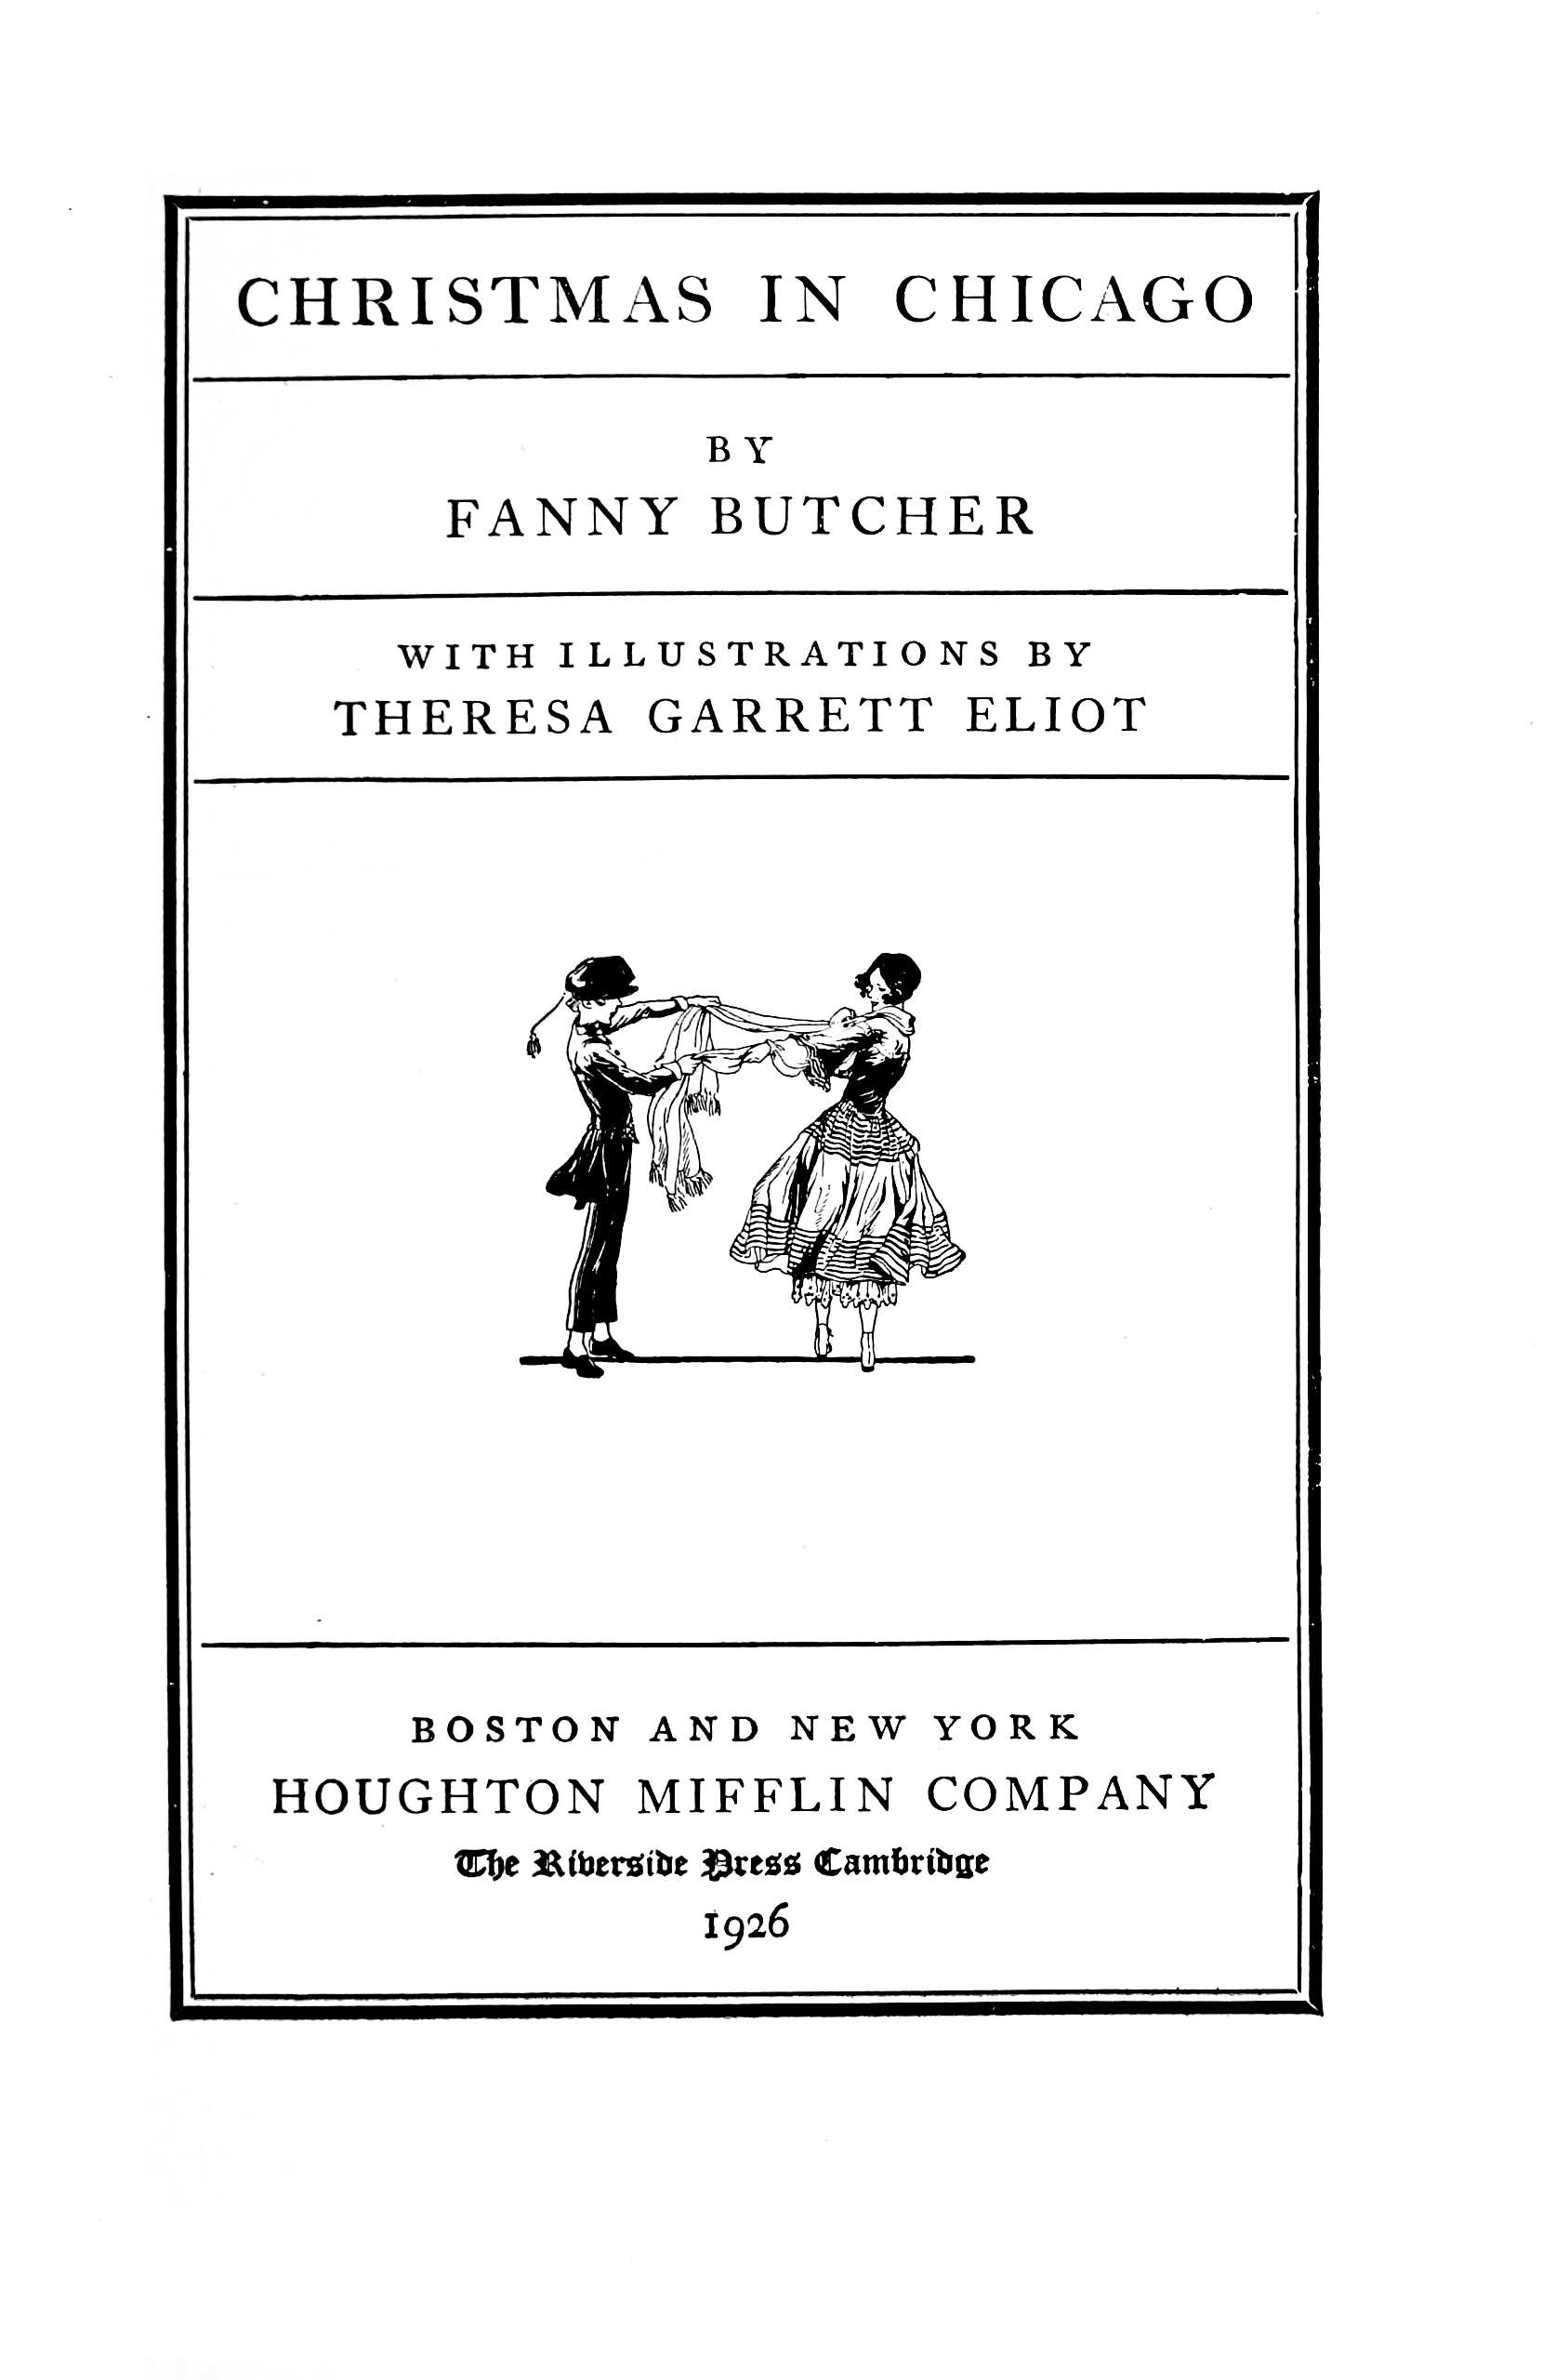 CHRISTMAS IN CHICAGO
BY
FANNY BUTCHER
WITH ILLUSTRATIONS BY
THERESA GARRETT ELIOT
BOSTON AND NEW YORK
HOUGHTON MIFFLIN COMPANY
The Riverside Press Cambridge
1926